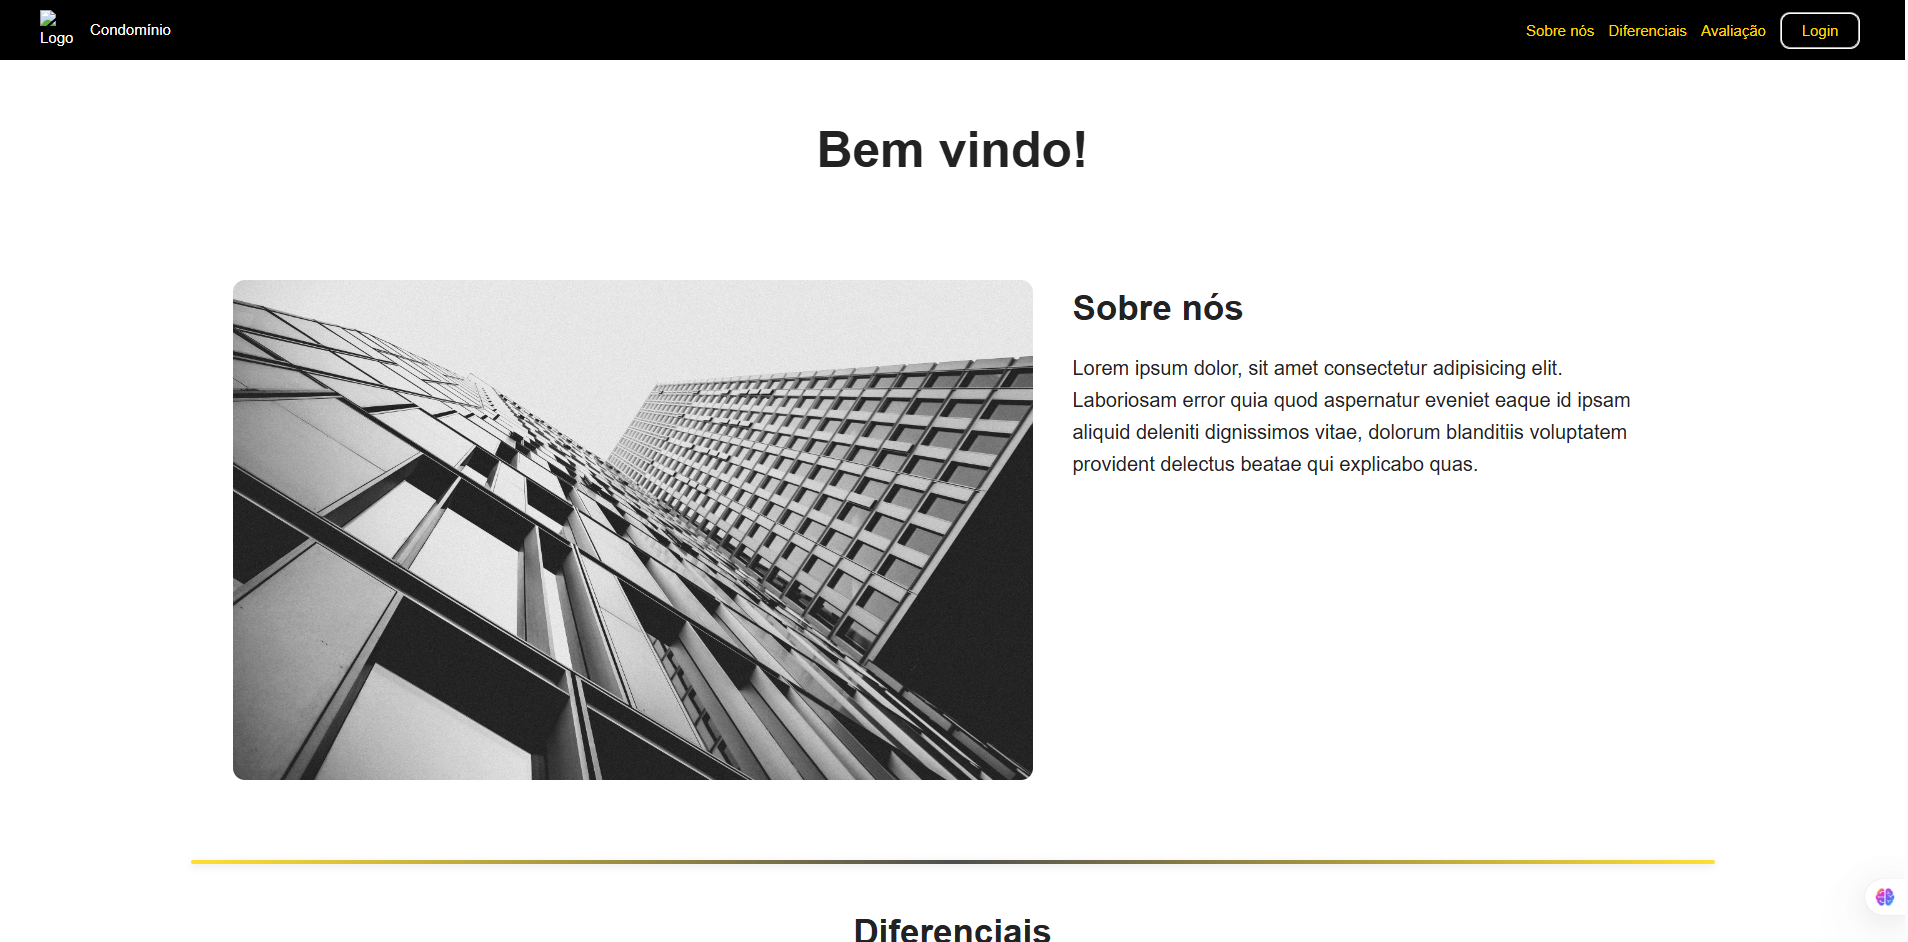 Logo
Condomínio
Sobre nós
Diferenciais
Avaliação
Login
Bem vindo!
Sobre nós
Lorem ipsum dolor, sit amet consectetur adipisicing elit.
Laboriosam error quia quod aspernatur eveniet eaque id ipsam
aliquid deleniti dignissimos vitae, dolorum blanditiis voluptatem
provident delectus beatae qui explicabo quas.
Diferenciais